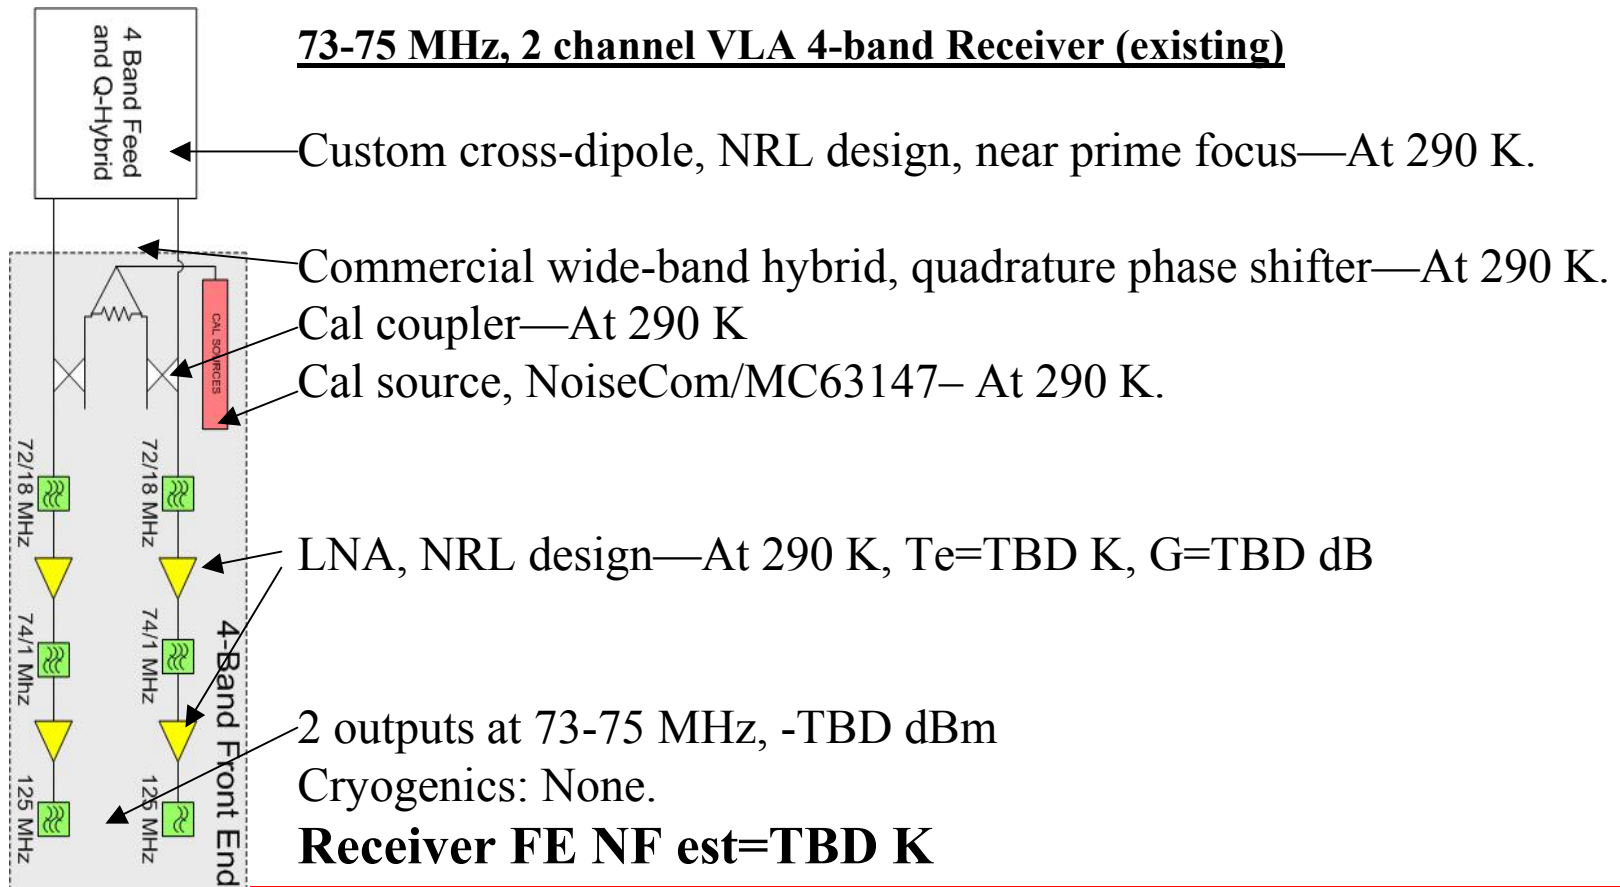 73-75 MHz, 2 channel VLA 4-band Receiver (existing)
4 Band Feed
and Q-Hybrid
Custom cross-dipole, NRL design, near prime focus—At 290 K.
Commercial wide-band hybrid, quadrature phase shifter—At 290 K.
Cal coupler—At 290 K
Cal source, NoiseCom/MC63147– At 290 K.
CAL SOURCES
72/18 MHz
72/18 MHz
LNA, NRL design—At 290 K, Te=TBD K, G=TBD dB
74/1 Mhz
74/1 MHz
4-Band Front End
2 outputs at 73-75 MHz, -TBD dBm
Cryogenics: None.
125 MHz
125 MHz
Receiver FE NF est=TBD K